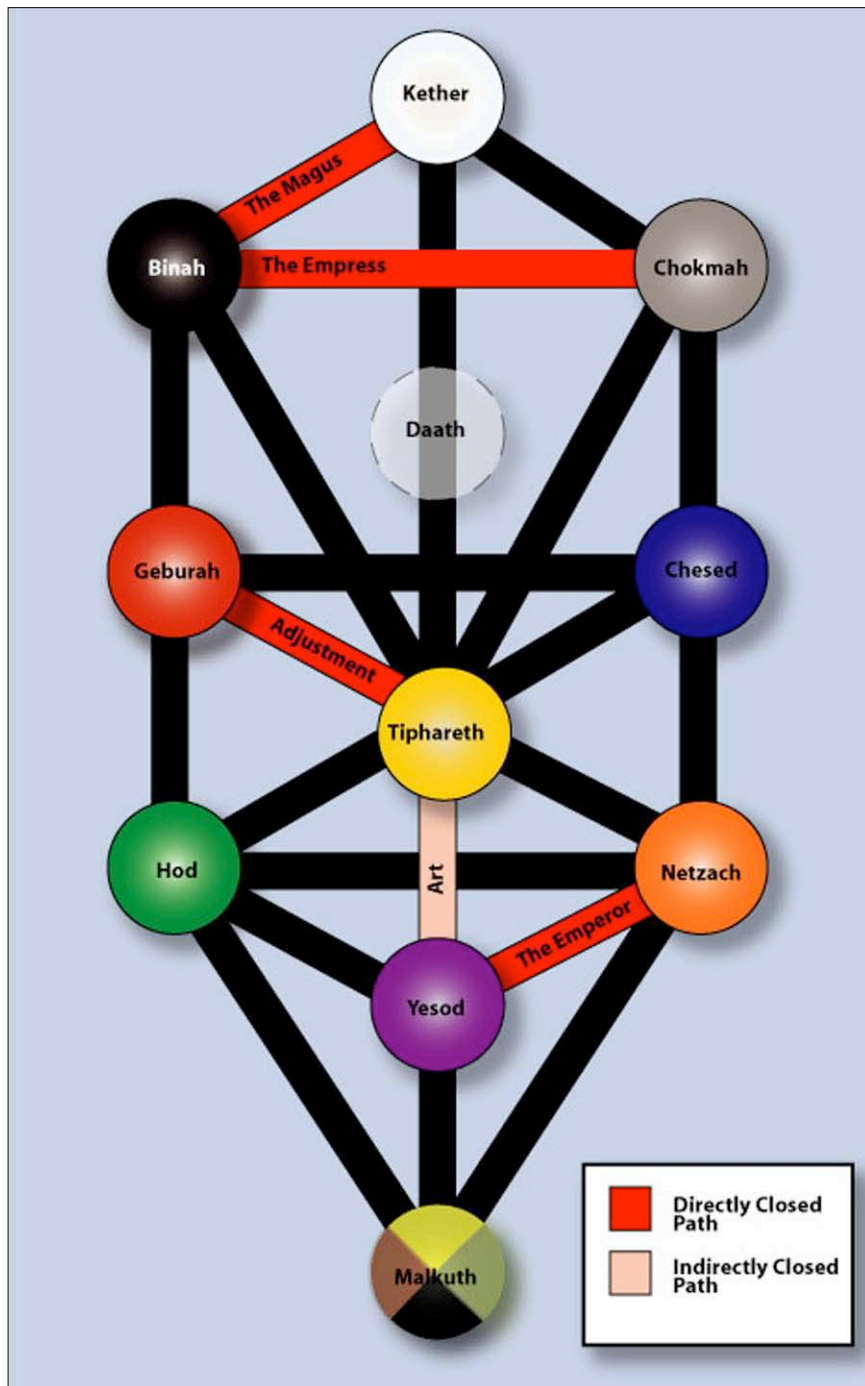 Kether
The Magus
Binah
The Empress
Chokmah
Daath
Geburah
Chesed
Adjustment
Tiphareth
Hod
Art
Netzach
The Emperor
Yesod
Malkuth
Directly Closed
Path
Indirectly Closed
Path